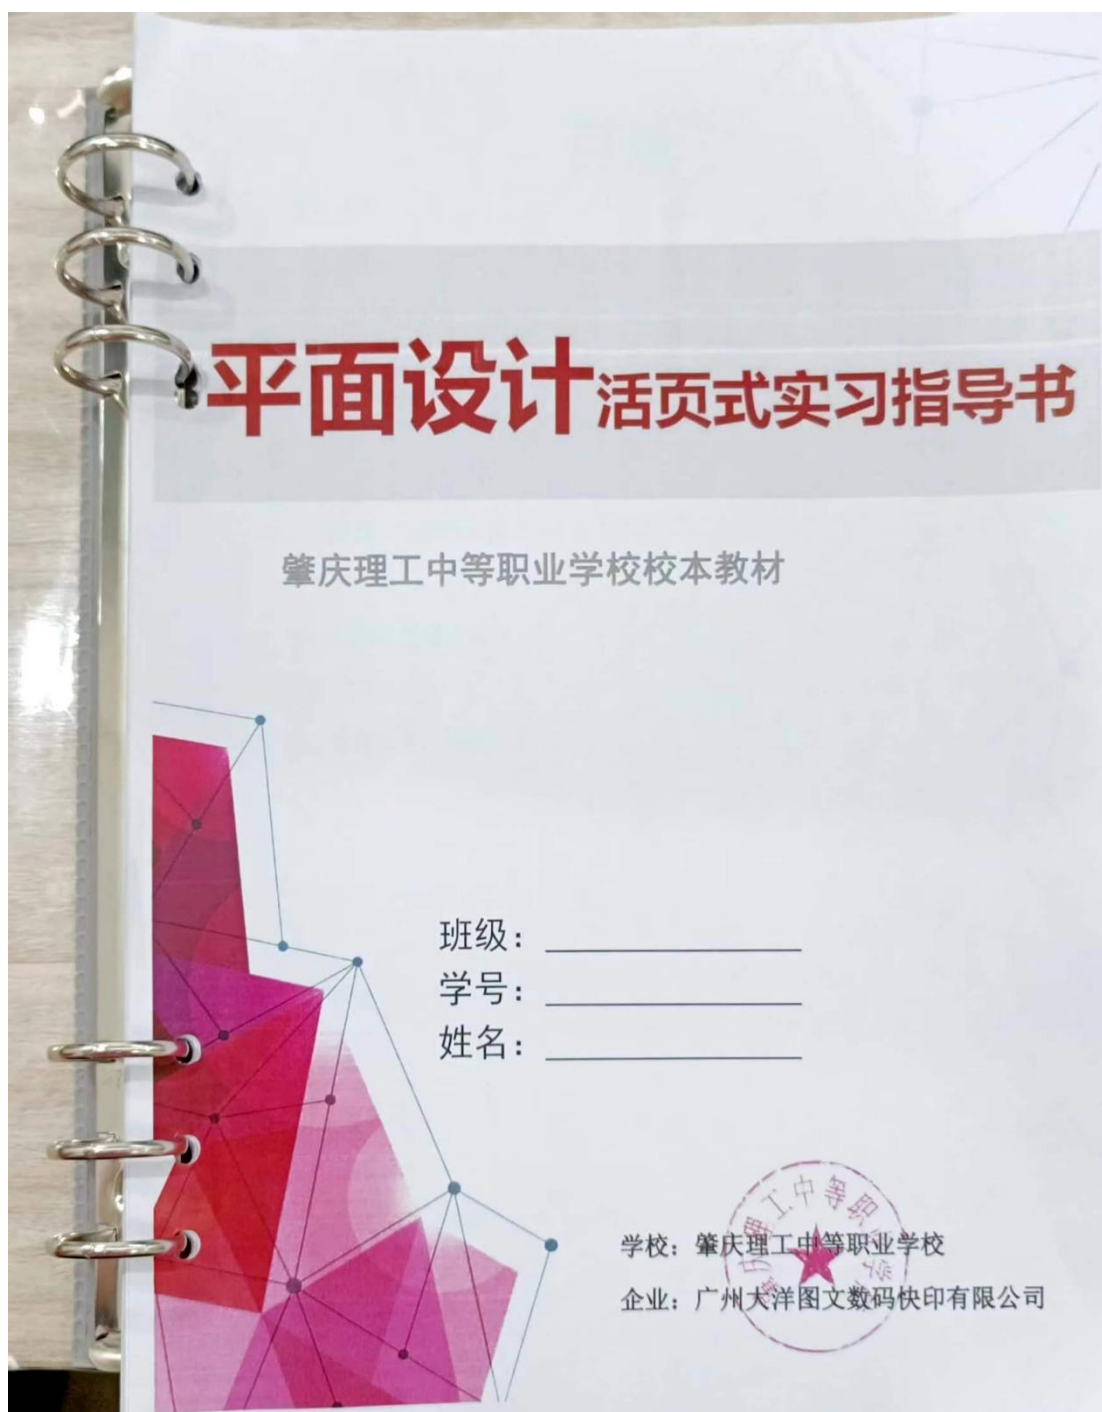 平面设计活页式实习指导书
肇庆理工中等职业学校校本教材
班级：
学号：
姓名：
学校：肇庆理工中等职业学校
企业：广州大洋图文数码快印有限公司